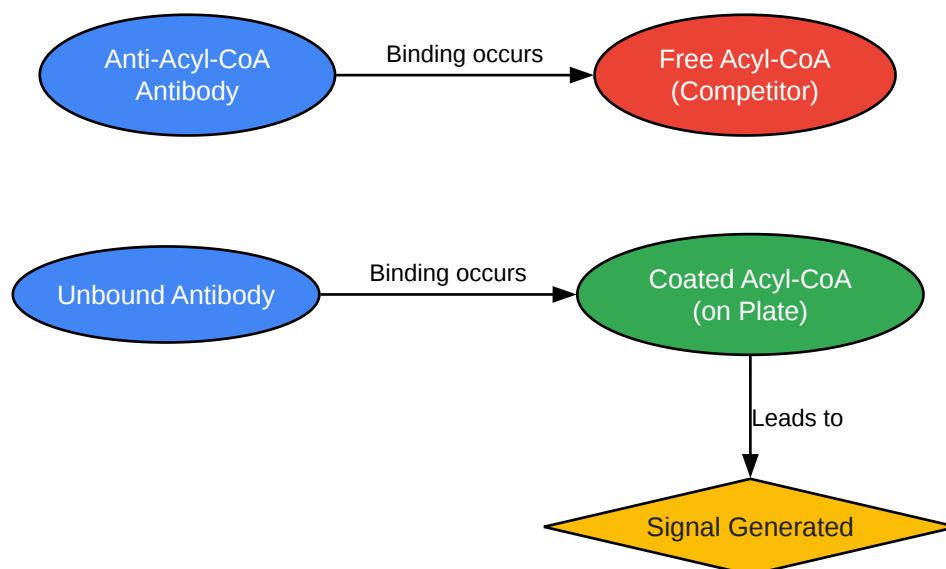 Anti-Acyl-CoA
Antibody
Binding occurs
Free Acyl-CoA
(Competitor)
Unbound Antibody
Binding occurs
Coated Acyl-CoA
(on Plate)
Leads to
Signal Generated